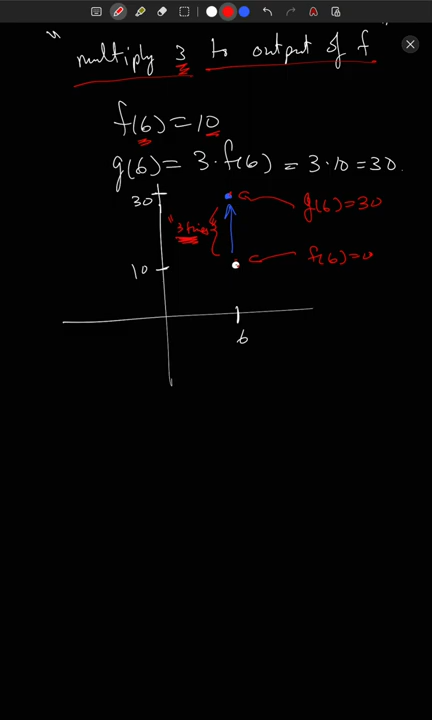 "multiply 3 to output of f"
f(6) = 10
g(6) = 3 · f(6) = 3 · 10 = 30.
30
g(6) = 30
"3 times"
10
f(6) = 10
6